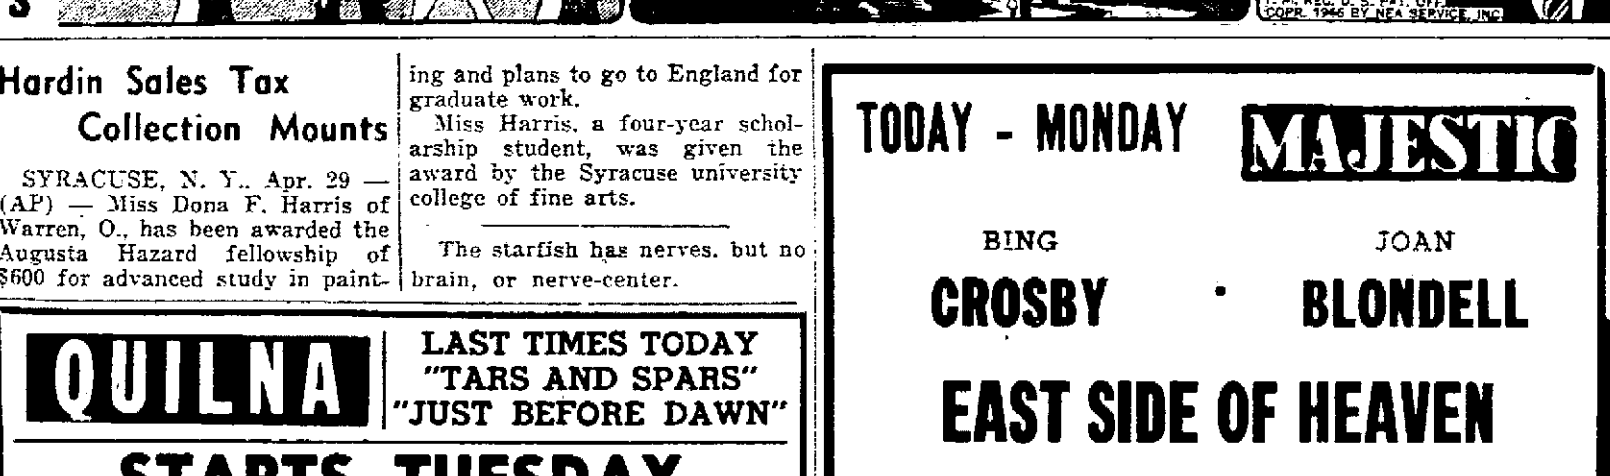 S
COPR. 1946 BY NEA SERVICE, INC.
Hardin Sales Tax
Collection Mounts
SYRACUSE, N. Y., Apr. 29 —
(AP) — Miss Dona F. Harris of
Warren, O., has been awarded the
Augusta Hazard fellowship of
$600 for advanced study in paint-
ing and plans to go to England for
graduate work.
Miss Harris, a four-year schol-
arship student, was given the
award by the Syracuse university
college of fine arts.
The starfish has nerves, but no
brain, or nerve-center.
QUILNA
LAST TIMES TODAY
"TARS AND SPARS"
"JUST BEFORE DAWN"
STARTS TUESDAY
TODAY - MONDAY
MAJESTIC
BING
CROSBY
JOAN
BLONDELL
EAST SIDE OF HEAVEN